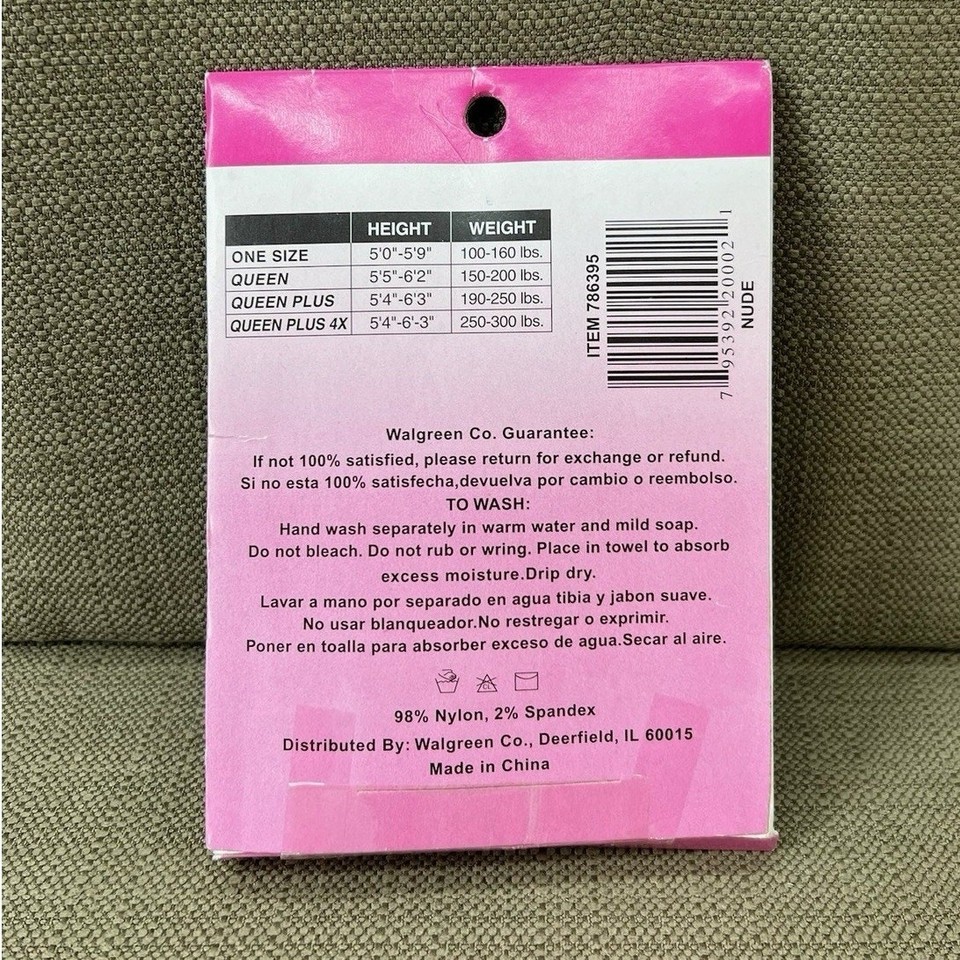 HEIGHT WEIGHT
ONE SIZE 5'0"-5'9" 100-160 lbs.
QUEEN 5'5"-6'2" 150-200 lbs.
QUEEN PLUS 5'4"-6'3" 190-250 lbs.
QUEEN PLUS 4X 5'4"-6'-3" 250-300 lbs.
ITEM 786395
7 95392 20002 1
NUDE
Walgreen Co. Guarantee:
If not 100% satisfied, please return for exchange or refund.
Si no esta 100% satisfecha,devuelva por cambio o reembolso.
TO WASH:
Hand wash separately in warm water and mild soap.
Do not bleach. Do not rub or wring. Place in towel to absorb
excess moisture.Drip dry.
Lavar a mano por separado en agua tibia y jabon suave.
No usar blanqueador.No restregar o exprimir.
Poner en toalla para absorber exceso de agua.Secar al aire.
CL
98% Nylon, 2% Spandex
Distributed By: Walgreen Co., Deerfield, IL 60015
Made in China